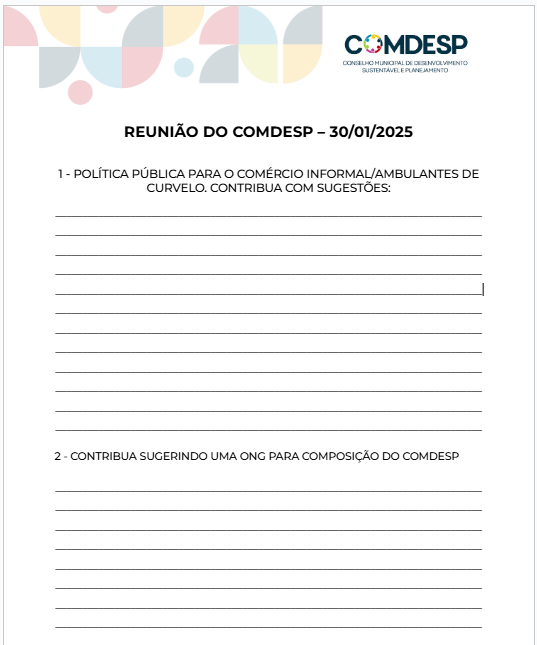 COMDESP
CONSELHO MUNICIPAL DE DESENVOLVIMENTO
SUSTENTÁVEL E PLANEJAMENTO
REUNIÃO DO COMDESP – 30/01/2025
1 - POLÍTICA PÚBLICA PARA O COMÉRCIO INFORMAL/AMBULANTES DE
CURVELO. CONTRIBUA COM SUGESTÕES:
2 - CONTRIBUA SUGERINDO UMA ONG PARA COMPOSIÇÃO DO COMDESP